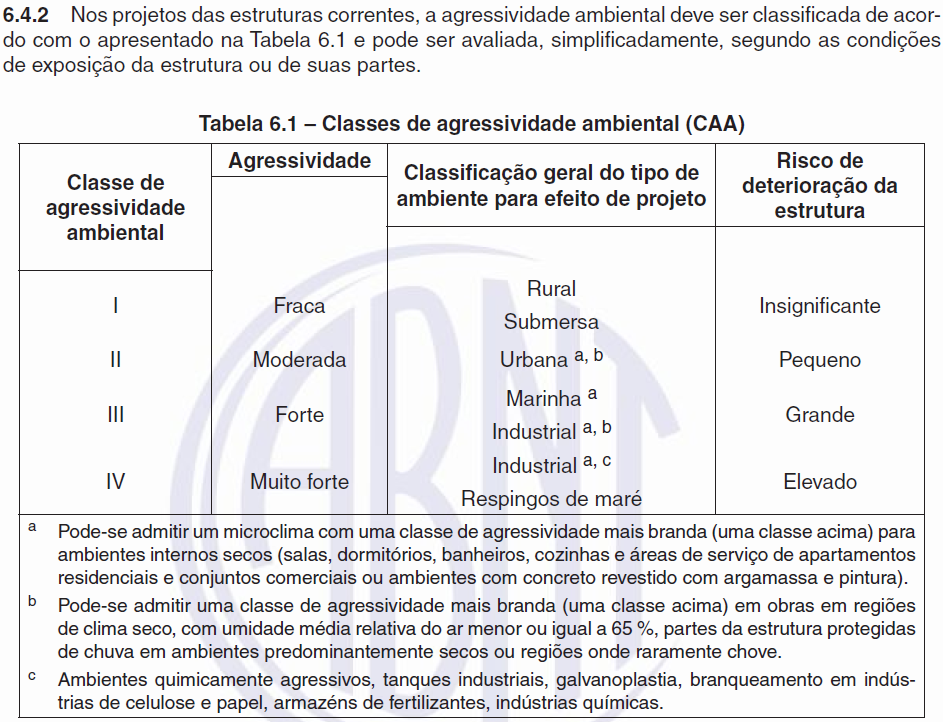 6.4.2 Nos projetos das estruturas correntes, a agressividade ambiental deve ser classificada de acor-
do com o apresentado na Tabela 6.1 e pode ser avaliada, simplificadamente, segundo as condições
de exposição da estrutura ou de suas partes.
Tabela 6.1 – Classes de agressividade ambiental (CAA)
Classe de
agressividade
ambiental
Agressividade
Classificação geral do tipo de
ambiente para efeito de projeto
Risco de
deterioração da
estrutura
I
Fraca
Rural
Submersa
Insignificante
II
Moderada
Urbana a, b
Pequeno
III
Forte
Marinha a
Industrial a, b
Grande
IV
Muito forte
Industrial a, c
Respingos de maré
Elevado
a Pode-se admitir um microclima com uma classe de agressividade mais branda (uma classe acima) para
ambientes internos secos (salas, dormitórios, banheiros, cozinhas e áreas de serviço de apartamentos
residenciais e conjuntos comerciais ou ambientes com concreto revestido com argamassa e pintura).
b Pode-se admitir uma classe de agressividade mais branda (uma classe acima) em obras em regiões
de clima seco, com umidade média relativa do ar menor ou igual a 65 %, partes da estrutura protegidas
de chuva em ambientes predominantemente secos ou regiões onde raramente chove.
c Ambientes quimicamente agressivos, tanques industriais, galvanoplastia, branqueamento em indús-
trias de celulose e papel, armazéns de fertilizantes, indústrias químicas.
ABNT